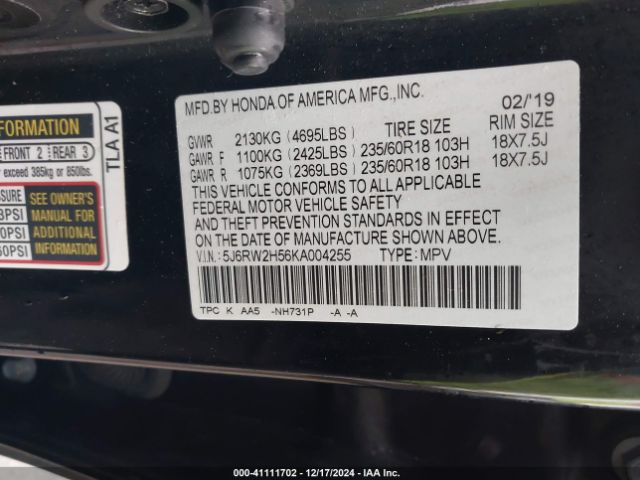 FORMATION
FRONT 2 REAR 3
exceed 385kg or 850lbs.
SEE OWNER'S
MANUAL FOR
ADDITIONAL
INFORMATION
TLA A1
MFD.BY HONDA OF AMERICA MFG.,INC.
02/'19
GVWR 2130KG (4695LBS) TIRE SIZE RIM SIZE
GAWR F 1100KG (2425LBS) 235/60R18 103H 18X7.5J
GAWR R 1075KG (2369LBS) 235/60R18 103H 18X7.5J
THIS VEHICLE CONFORMS TO ALL APPLICABLE
FEDERAL MOTOR VEHICLE SAFETY
AND THEFT PREVENTION STANDARDS IN EFFECT
ON THE DATE OF MANUFACTURE SHOWN ABOVE.
V.I.N.: 5J6RW2H56KA004255 TYPE: MPV
TPC K AA5 -NH731P -A -A
000-41111702 - 12/17/2024 - IAA Inc.